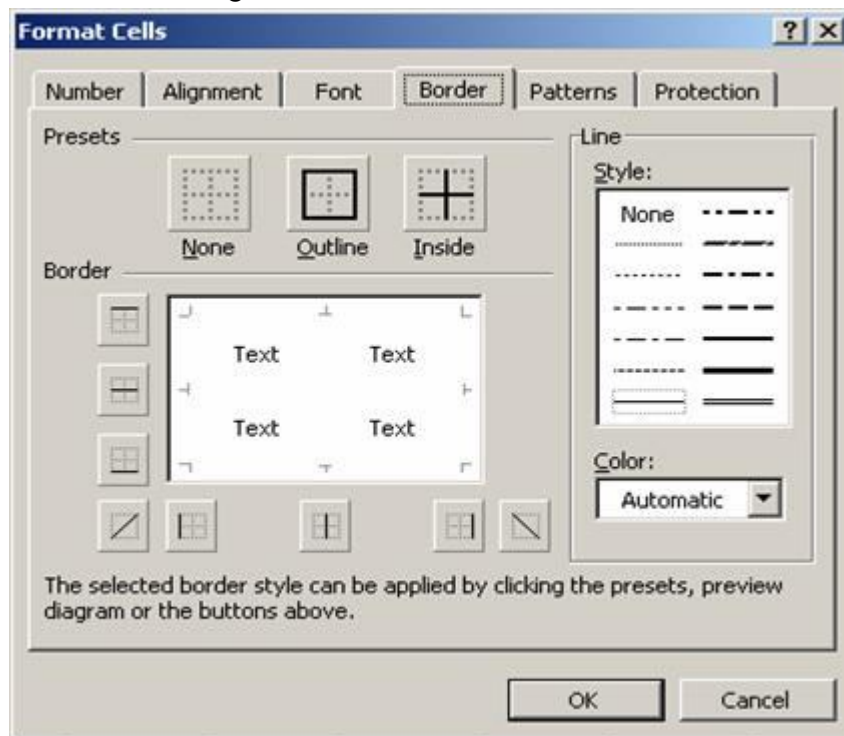 Format Cells
Number Alignment Font Border Patterns Protection
Presets
None Outline Inside
Border
Text Text
Text Text
Line
Style:
None
Color:
Automatic
The selected border style can be applied by clicking the presets, preview
diagram or the buttons above.
OK Cancel